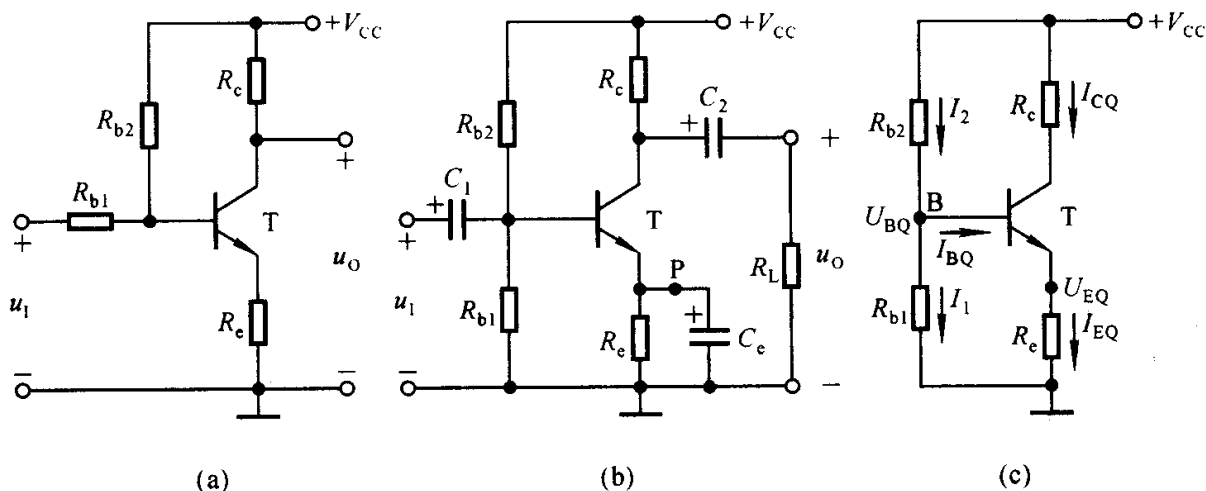 +V_CC
R_c
R_b2
+
R_b1
T
+
u_O
u_I
R_e
−
−
(a)
+V_CC
R_c
C_2
+
R_b2
+
C_1
+
T
+
P
R_L
u_O
u_I
R_b1
+
R_e
C_e
−
−
(b)
+V_CC
R_c
I_CQ
R_b2
I_2
B
T
U_BQ
I_BQ
U_EQ
R_b1
I_1
R_e
I_EQ
(c)